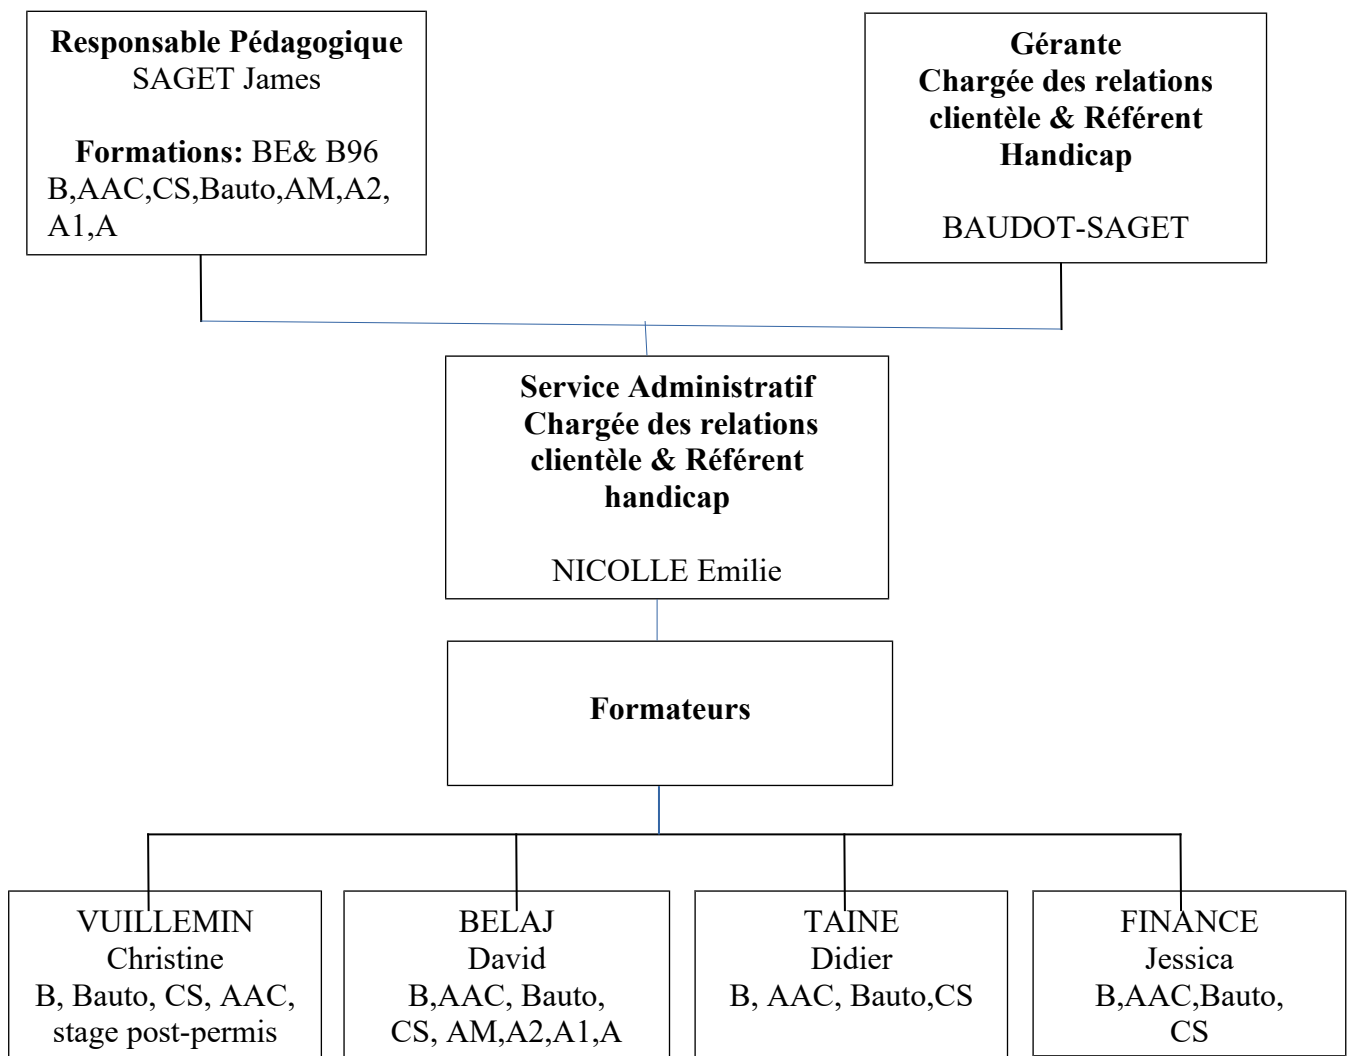 Responsable Pédagogique
SAGET James
Formations: BE& B96
B,AAC,CS,Bauto,AM,A2,
A1,A
Gérante
Chargée des relations
clientèle & Référent
Handicap
BAUDOT-SAGET
Service Administratif
Chargée des relations
clientèle & Référent
handicap
NICOLLE Emilie
Formateurs
VUILLEMIN
Christine
B, Bauto, CS, AAC,
stage post-permis
BELAJ
David
B,AAC, Bauto,
CS, AM,A2,A1,A
TAINE
Didier
B, AAC, Bauto,CS
FINANCE
Jessica
B,AAC,Bauto,
CS